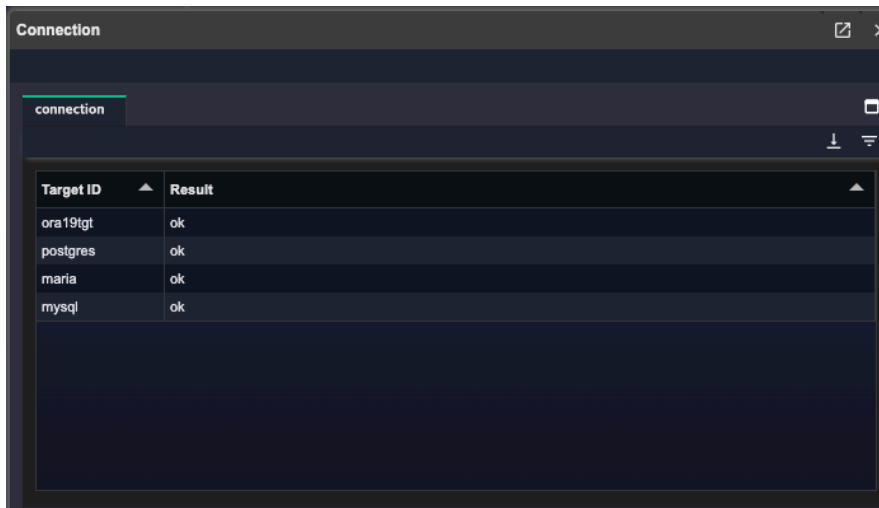 Connection
connection
Target ID Result
ora19tgt ok
postgres ok
maria ok
mysql ok